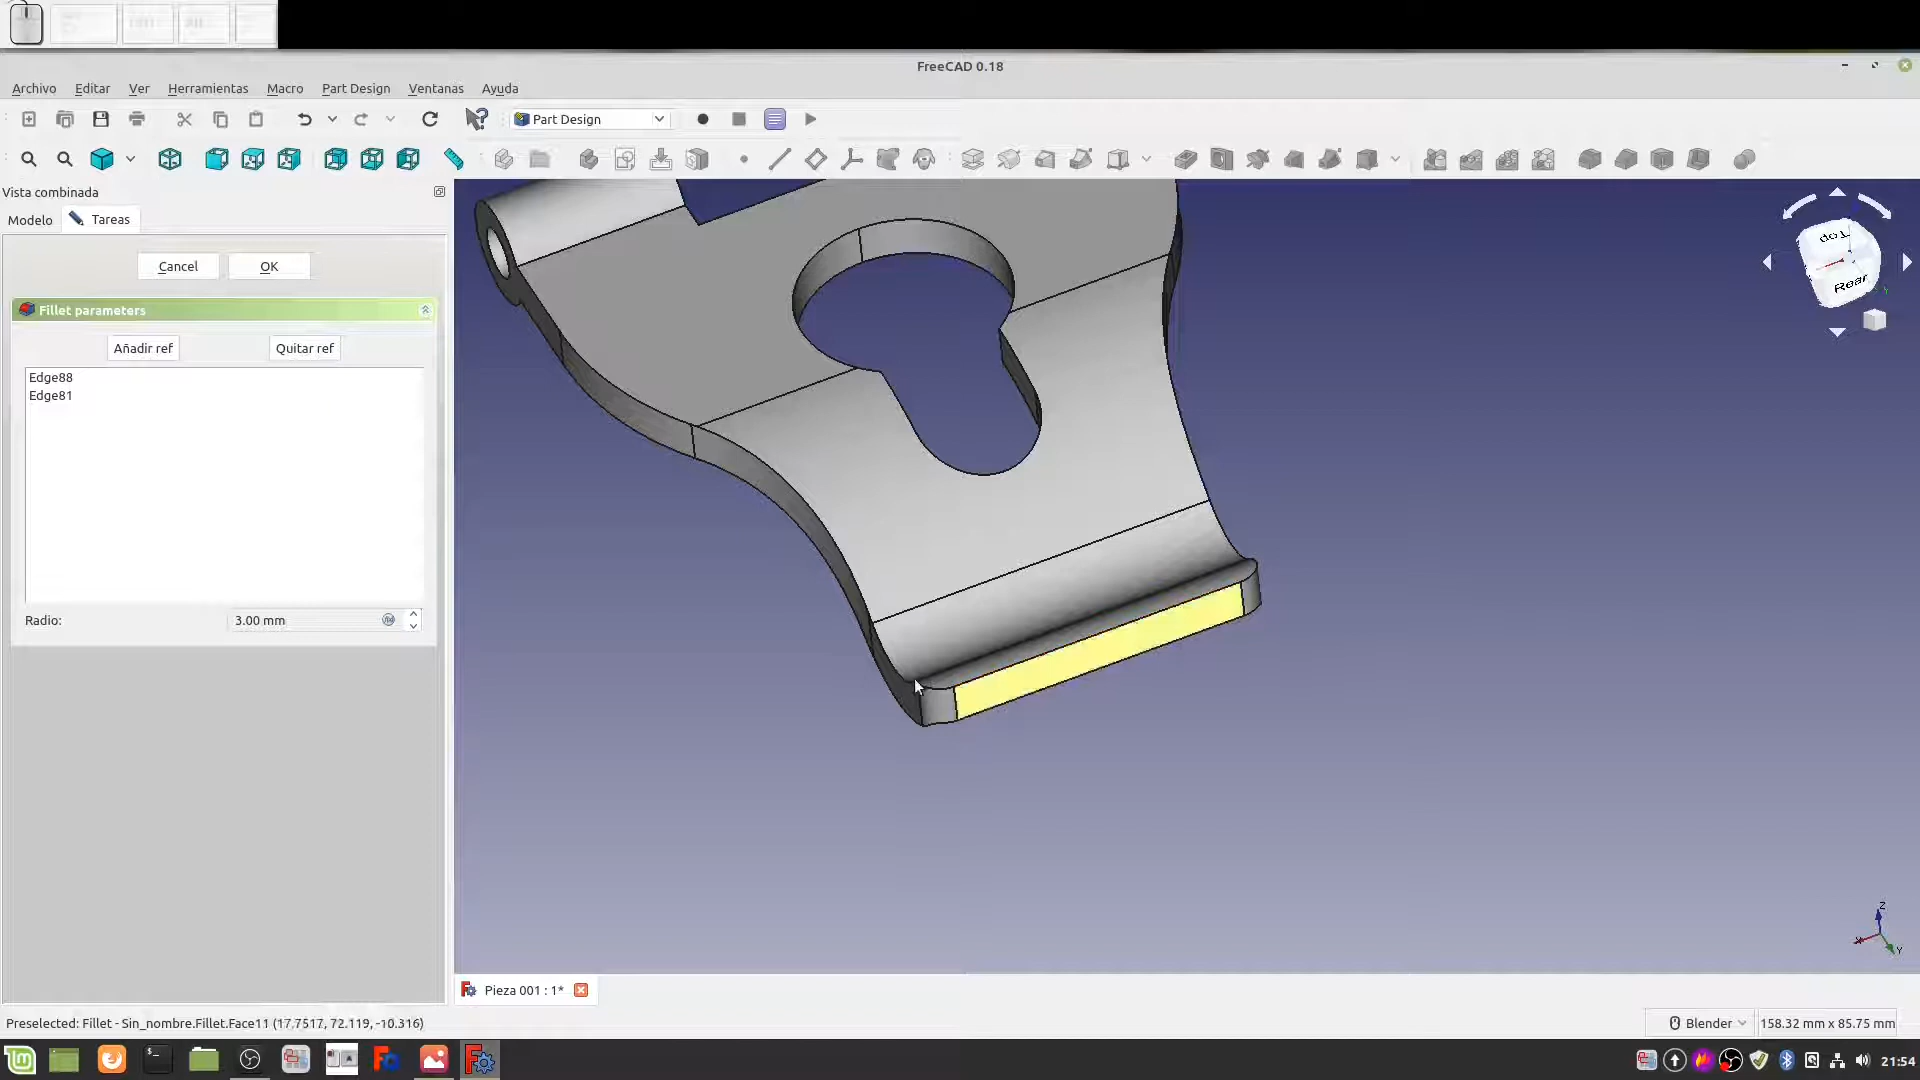 FreeCAD 0.18
Archivo Editar Ver Herramientas Macro Part Design Ventanas Ayuda
Part Design
Vista combinada
Modelo Tareas
Cancel OK
Fillet parameters
Añadir ref Quitar ref
Edge88
Edge81
Radio: 3.00 mm
Top
Rear
Z
Y
Pieza 001 : 1*
Preselected: Fillet - Sin_nombre.Fillet.Face11 (17.7517, 72.119, -10.316)
Blender 158.32 mm x 85.75 mm
21:54